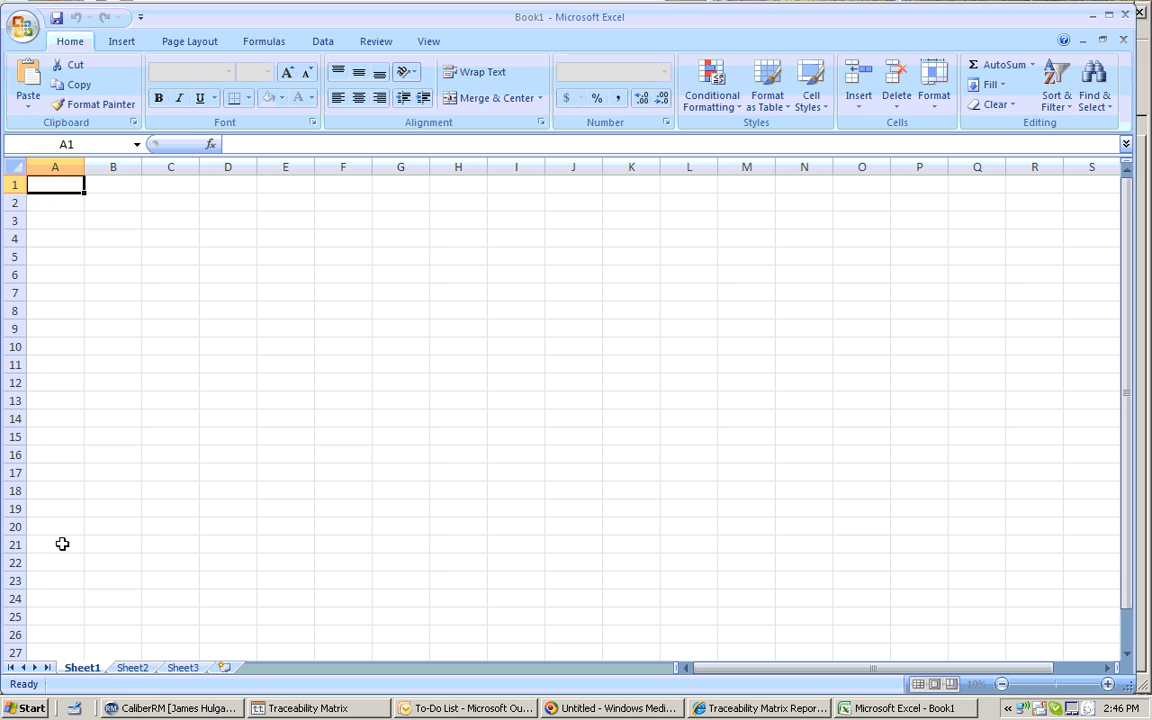 Book1 - Microsoft Excel
Home Insert Page Layout Formulas Data Review View
Cut
Copy
Format Painter
Paste
Clipboard
B I U
A A
Font
Wrap Text
Merge & Center
Alignment
$ % ,
.0 .00
.00 .0
Number
Conditional Formatting
Format as Table
Cell Styles
Styles
Insert
Delete
Format
Cells
Σ AutoSum
Fill
Clear
Sort & Filter
Find & Select
Editing
A1
fx
A B C D E F G H I J K L M N O P Q R S
1
2
3
4
5
6
7
8
9
10
11
12
13
14
15
16
17
18
19
20
21
22
23
24
25
26
27
Sheet1 Sheet2 Sheet3
Ready
Start CaliberRM [James Hulga... Traceability Matrix To-Do List - Microsoft Ou... Untitled - Windows Medi... Traceability Matrix Repor... Microsoft Excel - Book1 2:46 PM